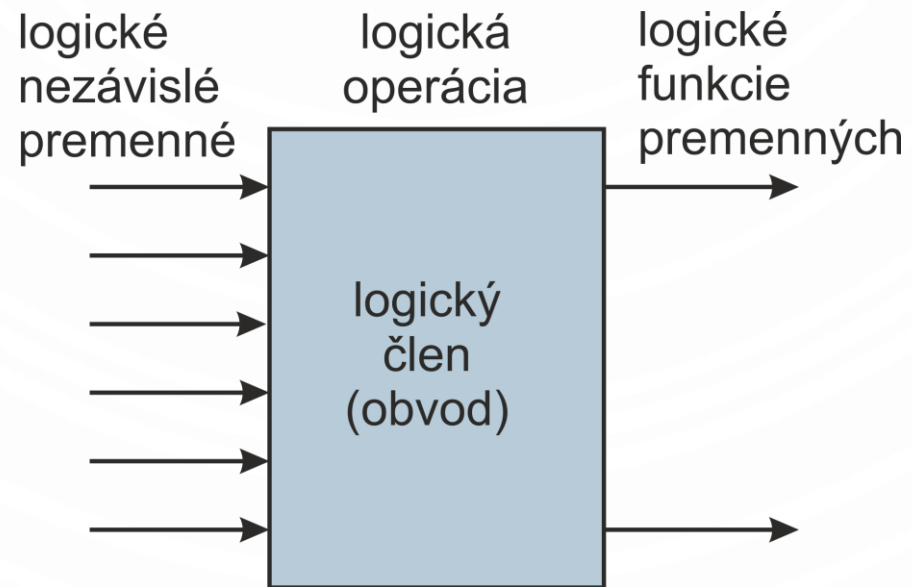 logické
nezávislé
premenné
logická
operácia
logické
funkcie
premenných
logický
člen
(obvod)